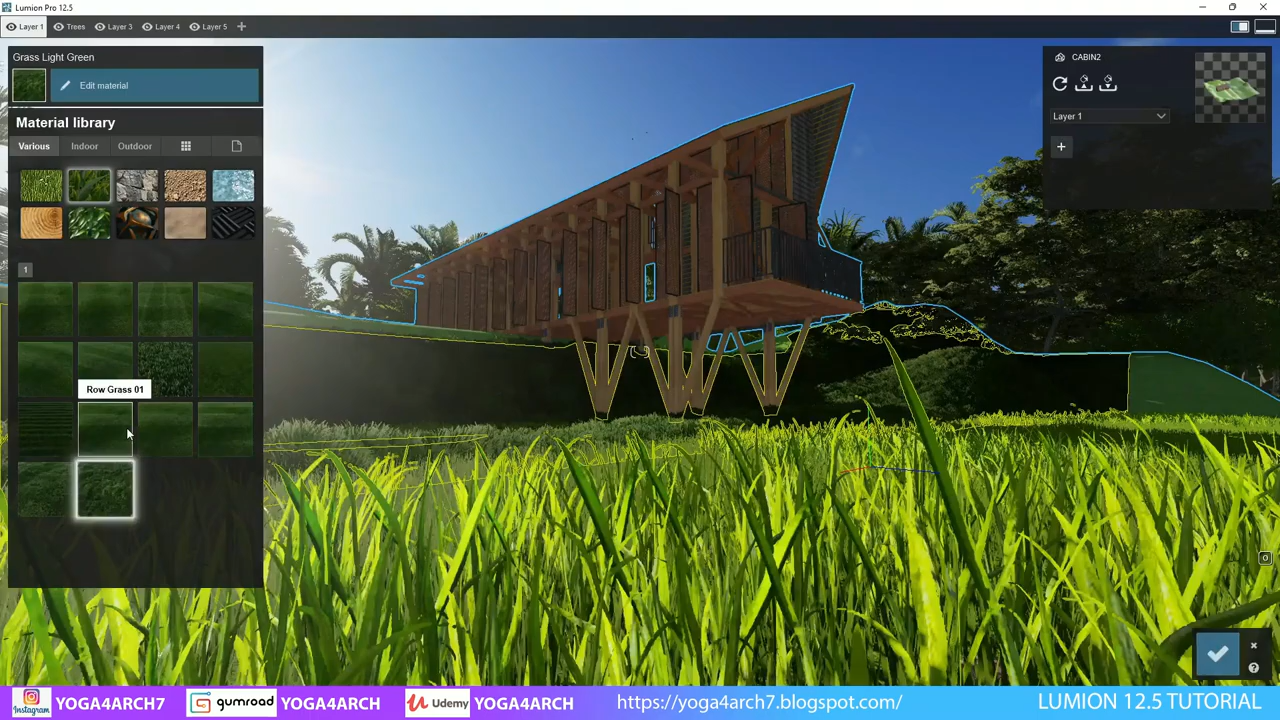 Lumion Pro 12.5
Layer 1 Trees Layer 3 Layer 4 Layer 5
Grass Light Green
Edit material
Material library
Various Indoor Outdoor
1
Row Grass 01
CABIN2
Layer 1
Instagram YOGA4ARCH7 gumroad YOGA4ARCH Udemy YOGA4ARCH https://yoga4arch7.blogspot.com/ LUMION 12.5 TUTORIAL